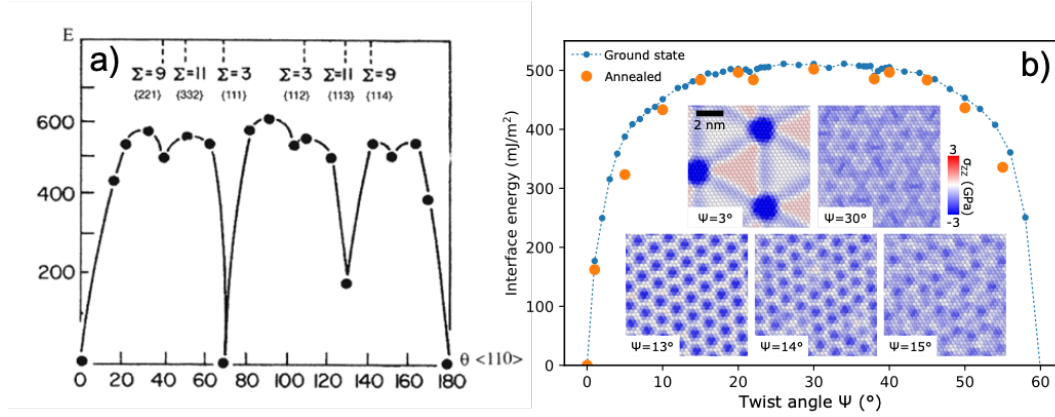 a)
E
Σ=9 Σ=11 Σ=3 Σ=3 Σ=11 Σ=9
{221} {332} {111} {112} {113} {114}
600
500
400
200
0 20 40 60 80 100 120 140 160 180
θ <110>
b)
Ground state
Annealed
Interface energy (mJ/m²)
500
400
300
200
100
0
2 nm
Ψ=3°
Ψ=30°
3
σzz (GPa)
-3
Ψ=13°
Ψ=14°
Ψ=15°
0 10 20 30 40 50 60
Twist angle Ψ (°)